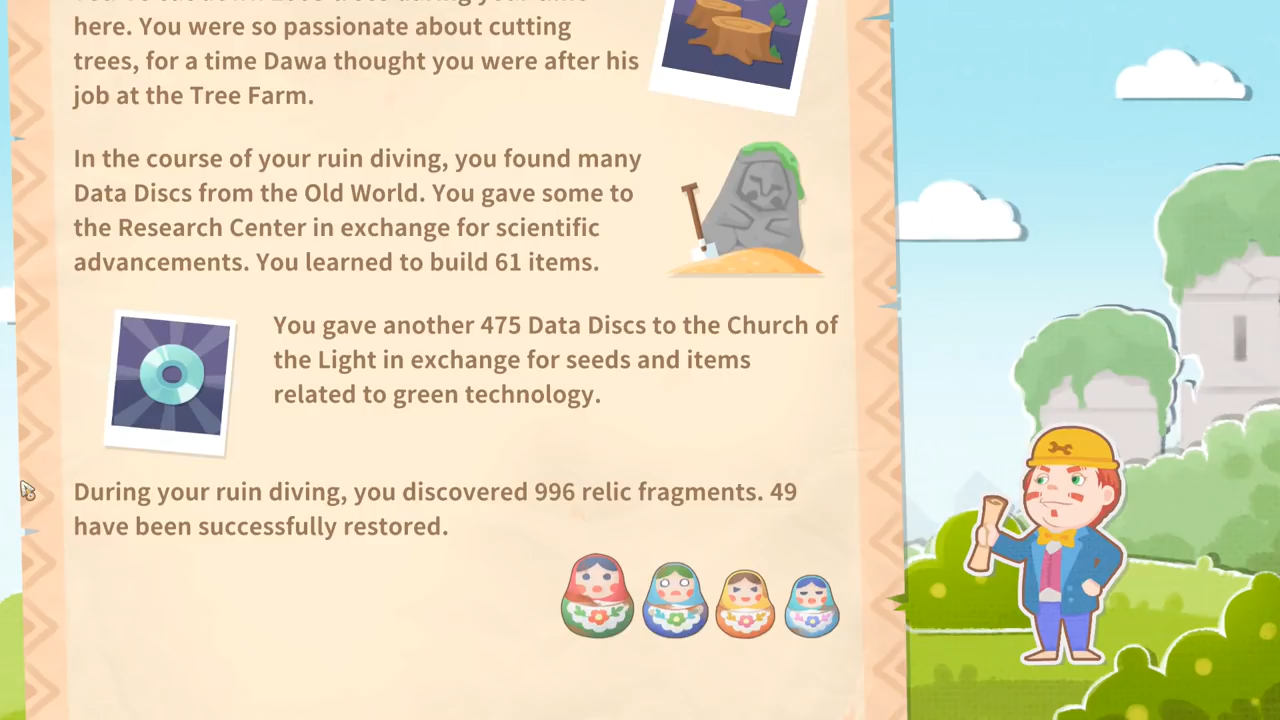 here. You were so passionate about cutting
trees, for a time Dawa thought you were after his
job at the Tree Farm.
In the course of your ruin diving, you found many
Data Discs from the Old World. You gave some to
the Research Center in exchange for scientific
advancements. You learned to build 61 items.
You gave another 475 Data Discs to the Church of
the Light in exchange for seeds and items
related to green technology.
During your ruin diving, you discovered 996 relic fragments. 49
have been successfully restored.